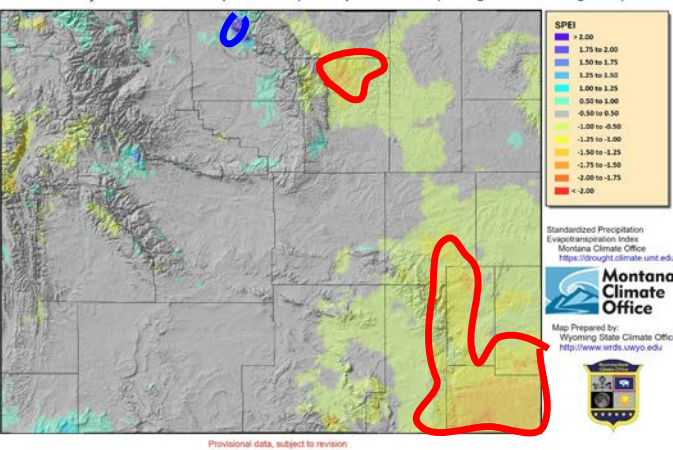 SPEI
> 2.00
1.75 to 2.00
1.50 to 1.75
1.25 to 1.50
1.00 to 1.25
0.50 to 1.00
-0.50 to 0.50
-1.00 to -0.50
-1.25 to -1.00
-1.50 to -1.25
-1.75 to -1.50
-2.00 to -1.75
< -2.00
Standardized Precipitation
Evapotranspiration Index
Montana Climate Office
https://drought.climate.umt.edu
Montana
Climate
Office
Map Prepared by:
Wyoming State Climate Offic
http://www.wrds.uwyo.edu
Wyoming State
Climate Office
Provisional data, subject to revision